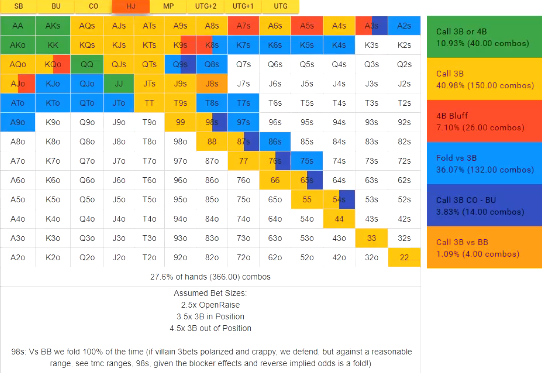 SB BU CO HJ MP UTG+2 UTG+1 UTG
AA AKs AQs AJs ATs A9s A8s A7s A6s A5s A4s A3s A2s
AKo KK KQs KJs KTs K9s K8s K7s K6s K5s K4s K3s K2s
AQo KQo QQ QJs QTs Q9s Q8s Q7s Q6s Q5s Q4s Q3s Q2s
AJo KJo QJo JJ JTs J9s J8s J7s J6s J5s J4s J3s J2s
ATo KTo QTo JTo TT T9s T8s T7s T6s T5s T4s T3s T2s
A9o K9o Q9o J9o T9o 99 98s 97s 96s 95s 94s 93s 92s
A8o K8o Q8o J8o T8o 98o 88 87s 86s 85s 84s 83s 82s
A7o K7o Q7o J7o T7o 97o 87o 77 76s 75s 74s 73s 72s
A6o K6o Q6o J6o T6o 96o 86o 76o 66 65s 64s 63s 62s
A5o K5o Q5o J5o T5o 95o 85o 75o 65o 55 54s 53s 52s
A4o K4o Q4o J4o T4o 94o 84o 74o 64o 54o 44 43s 42s
A3o K3o Q3o J3o T3o 93o 83o 73o 63o 53o 43o 33 32s
A2o K2o Q2o J2o T2o 92o 82o 72o 62o 52o 42o 32o 22
27.6% of hands (366.00) combos
Assumed Bet Sizes:
2.5x OpenRaise
3.5x 3B in Position
4.5x 3B out of Position
98s: Vs BB we fold 100% of the time (if villain 3bets polarized and crappy, we defend: but against a reasonable
range, see tmc ranges, 98s, given the blocker effects and reverse implied odds is a fold!)
Call 3B or 4B
10.93% (40.00 combos)
Call 3B
40.98% (150.00 combos)
4B Bluff
7.10% (26.00 combos)
Fold vs 3B
36.07% (132.00 combos)
Call 3B CO - BU
3.83% (14.00 combos)
Call 3B vs BB
1.09% (4.00 combos)